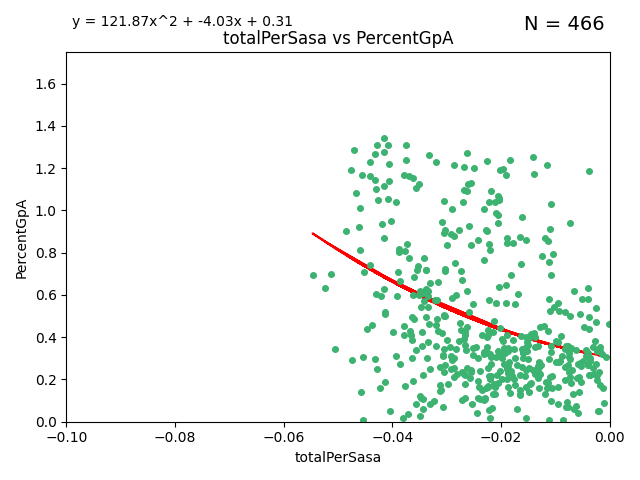 y = 121.87x^2 + -4.03x + 0.31
N = 466
totalPerSasa vs PercentGpA
PercentGpA
1.6
1.4
1.2
1.0
0.8
0.6
0.4
0.2
0.0
−0.10 −0.08 −0.06 −0.04 −0.02 0.00
totalPerSasa